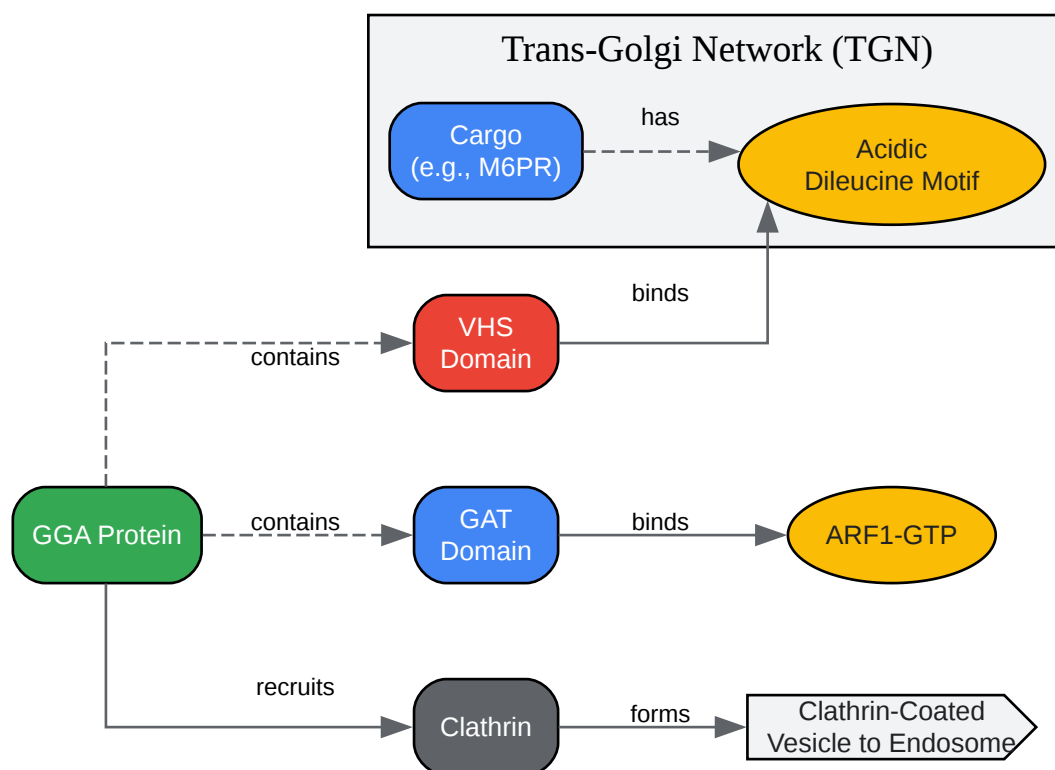 Trans-Golgi Network (TGN)
Cargo
(e.g., M6PR)
has
Acidic
Dileucine Motif
VHS
Domain
binds
contains
GGA Protein
contains
GAT
Domain
binds
ARF1-GTP
recruits
Clathrin
forms
Clathrin-Coated
Vesicle to Endosome